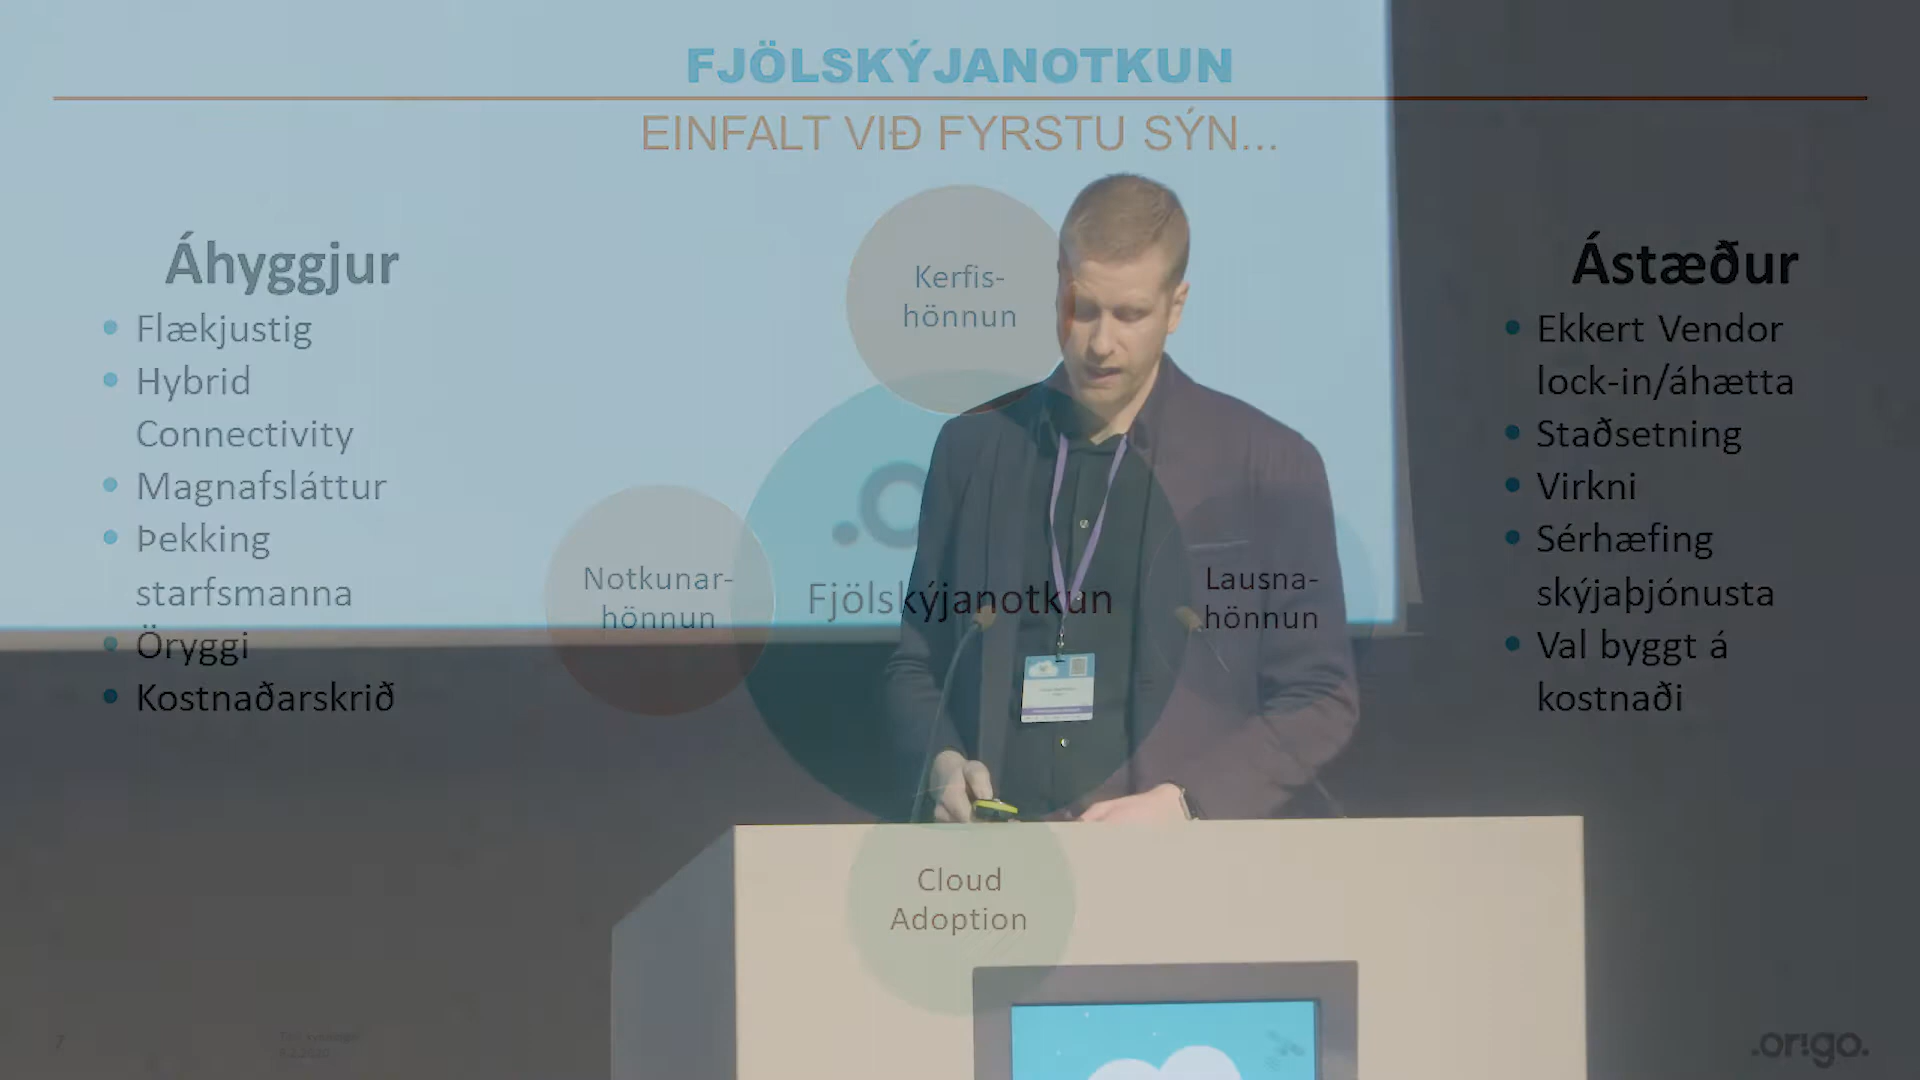 FJÖLSKÝJANOTKUN
EINFALT VIÐ FYRSTU SÝN...
Áhyggjur
• Flækjustig
• Hybrid
Connectivity
• Magnafsláttur
• Þekking
starfsmanna
• Öryggi
• Kostnaðarskrið
Kerfis-
hönnun
Notkunar-
hönnun
Fjölskýjanotkun
Lausna-
hönnun
Cloud
Adoption
Ástæður
• Ekkert Vendor
lock-in/áhætta
• Staðsetning
• Virkni
• Sérhæfing
skýjaþjónusta
• Val byggt á
kostnaði
7
.origo.